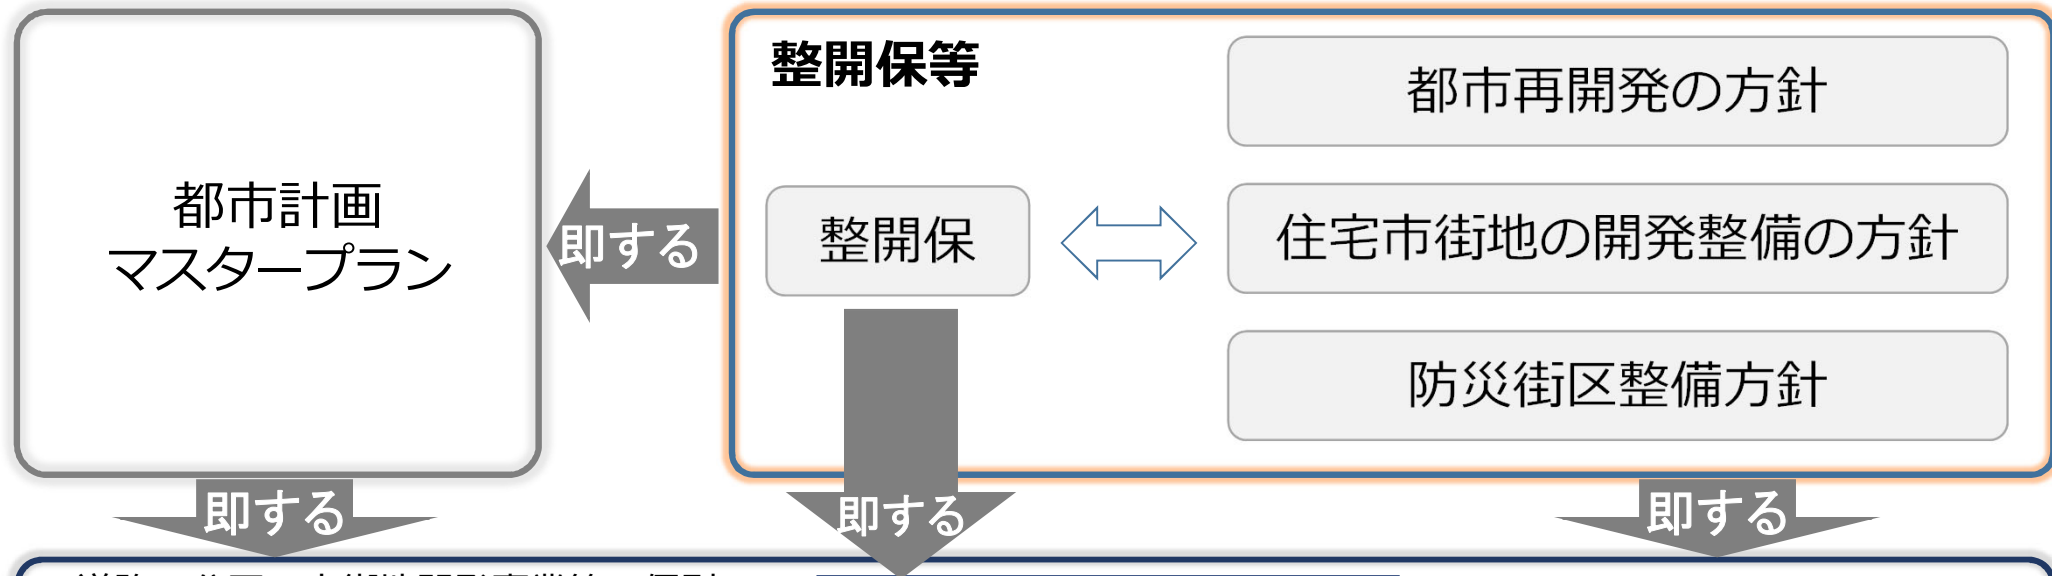 都市計画
マスタープラン
即する
整開保等
整開保
都市再開発の方針
住宅市街地の開発整備の方針
防災街区整備方針
即する
即する
即する